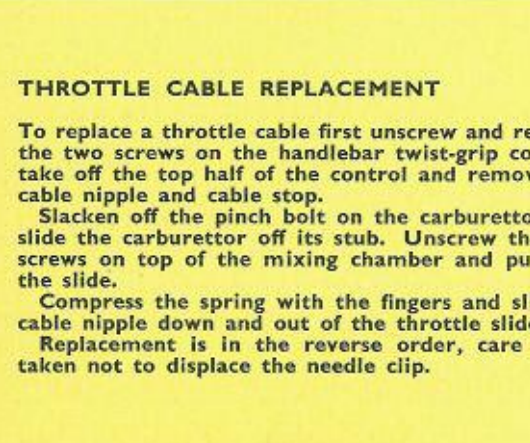 THROTTLE CABLE REPLACEMENT
To replace a throttle cable first unscrew and re
the two screws on the handlebar twist-grip co
take off the top half of the control and remov
cable nipple and cable stop.
Slacken off the pinch bolt on the carburetto
slide the carburettor off its stub. Unscrew th
screws on top of the mixing chamber and pu
the slide.
Compress the spring with the fingers and sl
cable nipple down and out of the throttle slid
Replacement is in the reverse order, care
taken not to displace the needle clip.